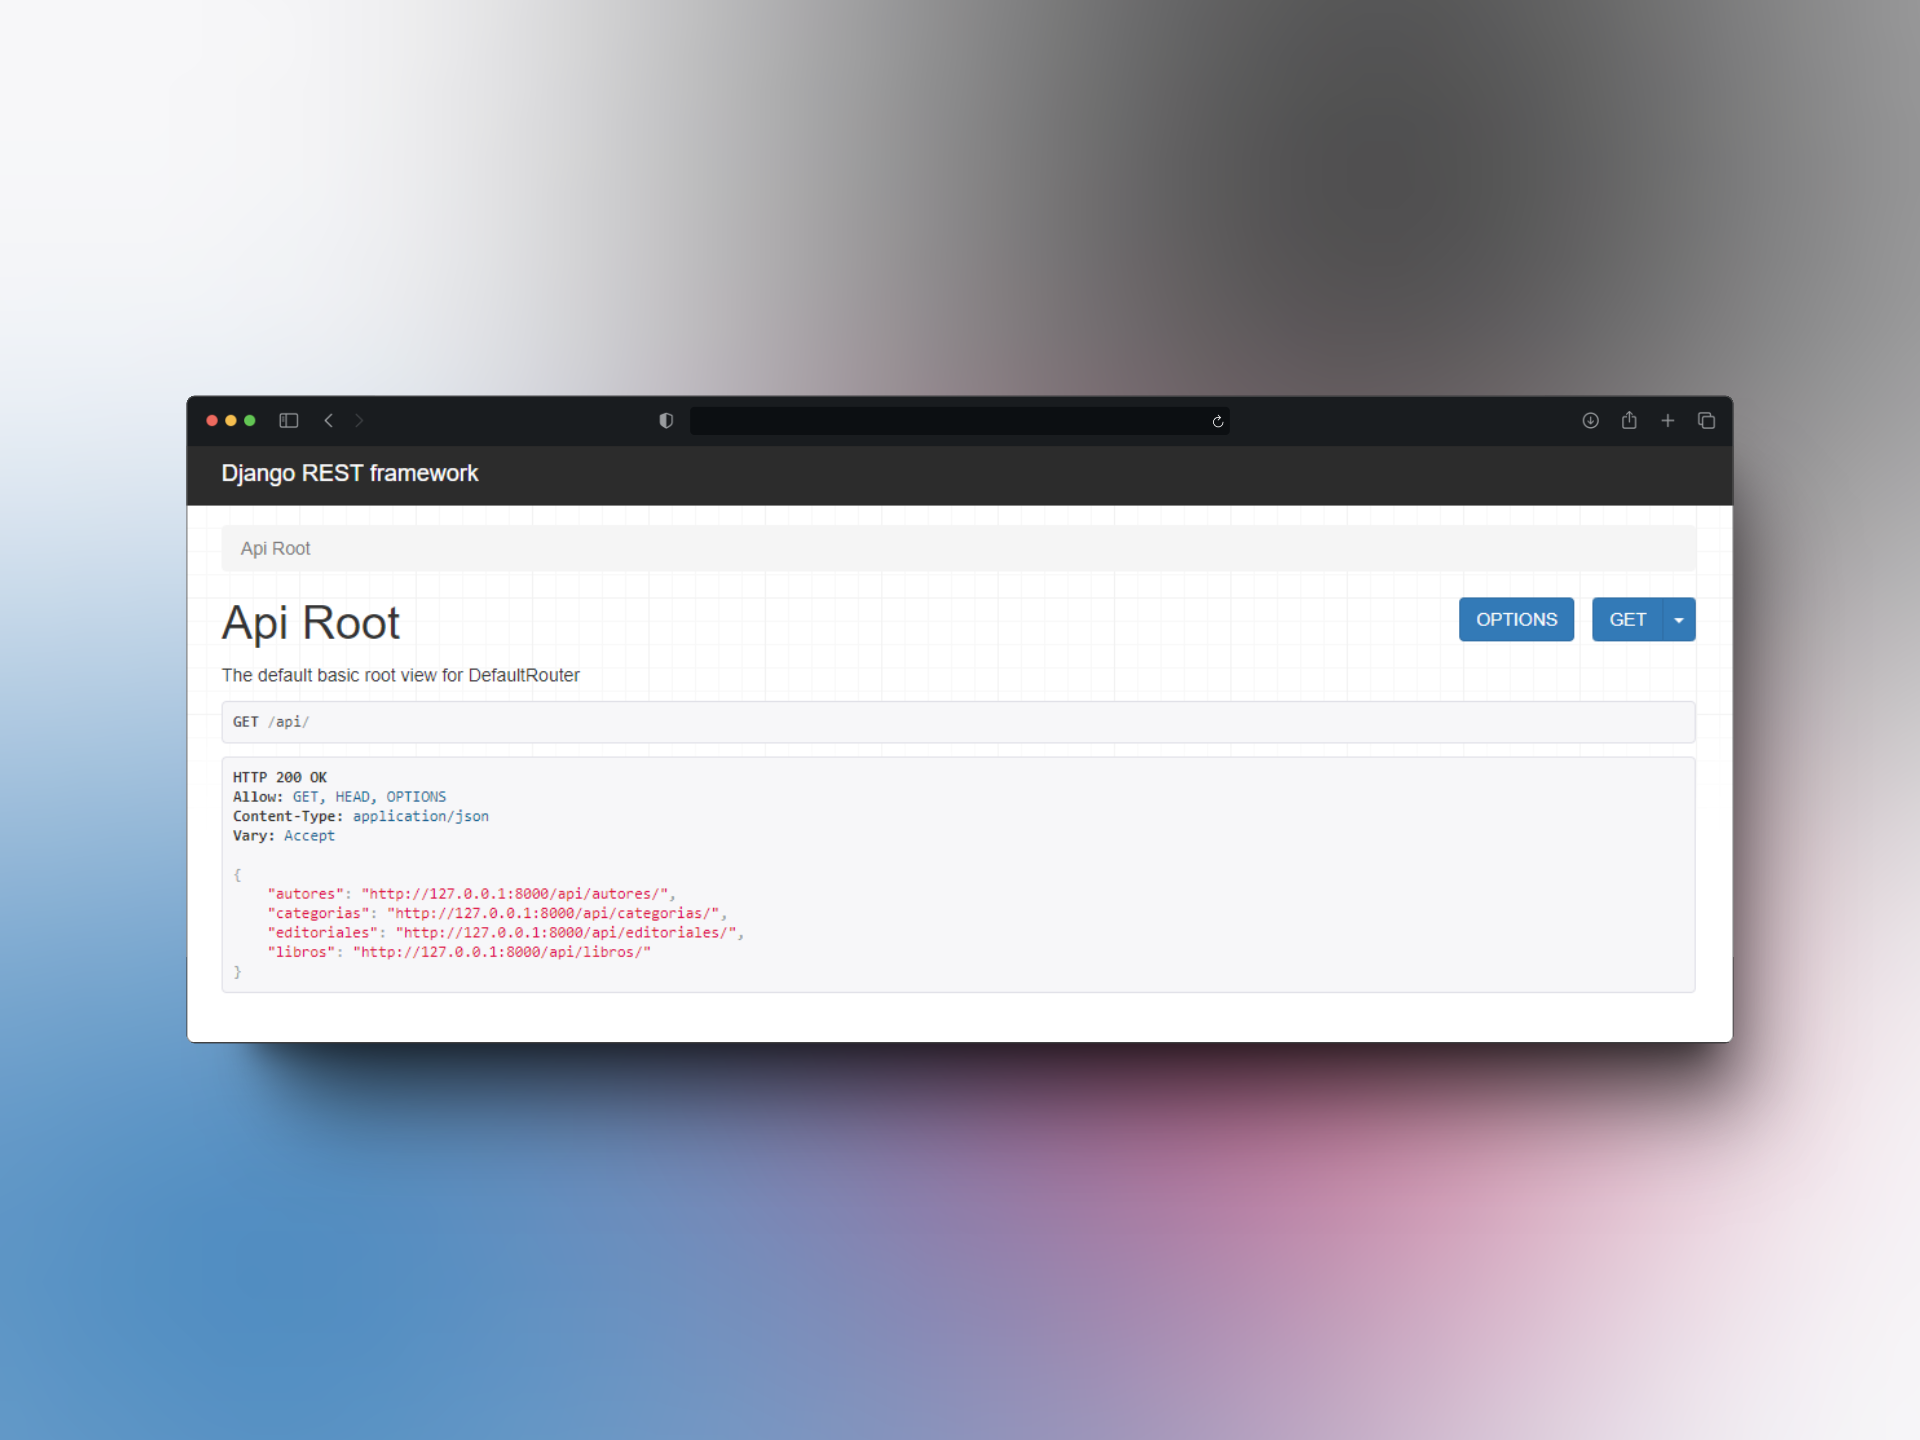 Django REST framework
Api Root
Api Root
OPTIONS
GET
The default basic root view for DefaultRouter
GET /api/
HTTP 200 OK
Allow: GET, HEAD, OPTIONS
Content-Type: application/json
Vary: Accept
{
    "autores": "http://127.0.0.1:8000/api/autores/",
    "categorias": "http://127.0.0.1:8000/api/categorias/",
    "editoriales": "http://127.0.0.1:8000/api/editoriales/",
    "libros": "http://127.0.0.1:8000/api/libros/"
}